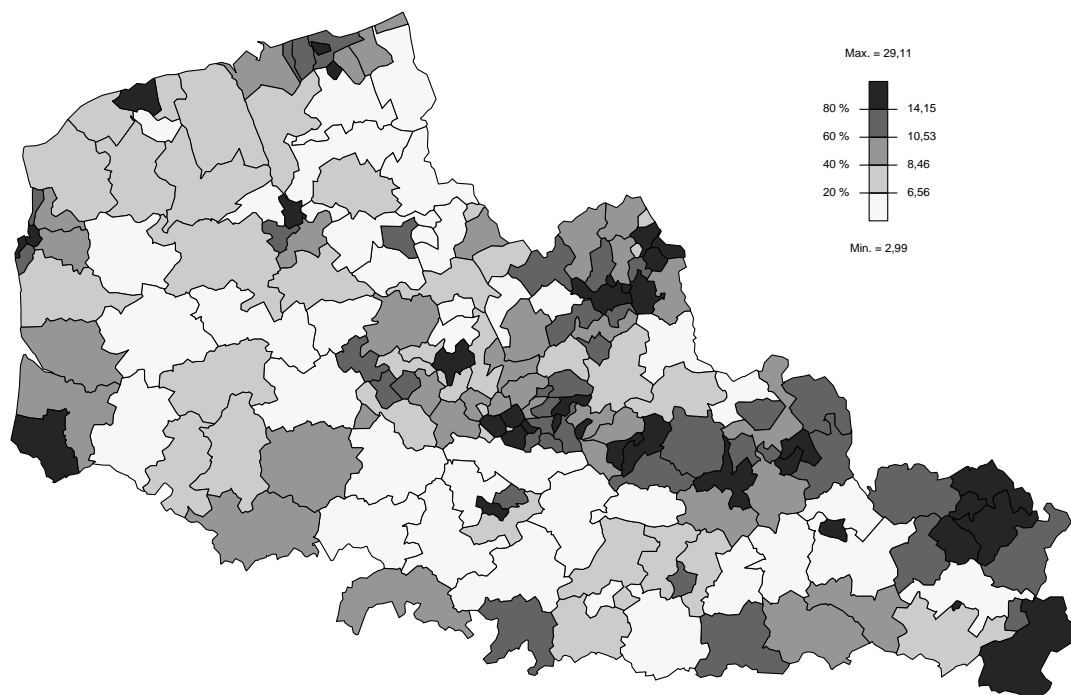 Max. = 29,11
80 % 14,15
60 % 10,53
40 % 8,46
20 % 6,56
Min. = 2,99